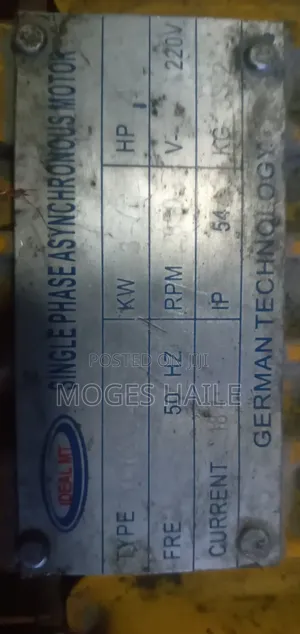 IDEAL MT
SINGLE PHASE ASYNCHRONOUS MOTOR
TYPE KW HP
FRE 50 HZ RPM V~ 220V
CURRENT IP 54 KG
GERMAN TECHNOLOGY
POSTED ON JIJI
MOGES HAILE